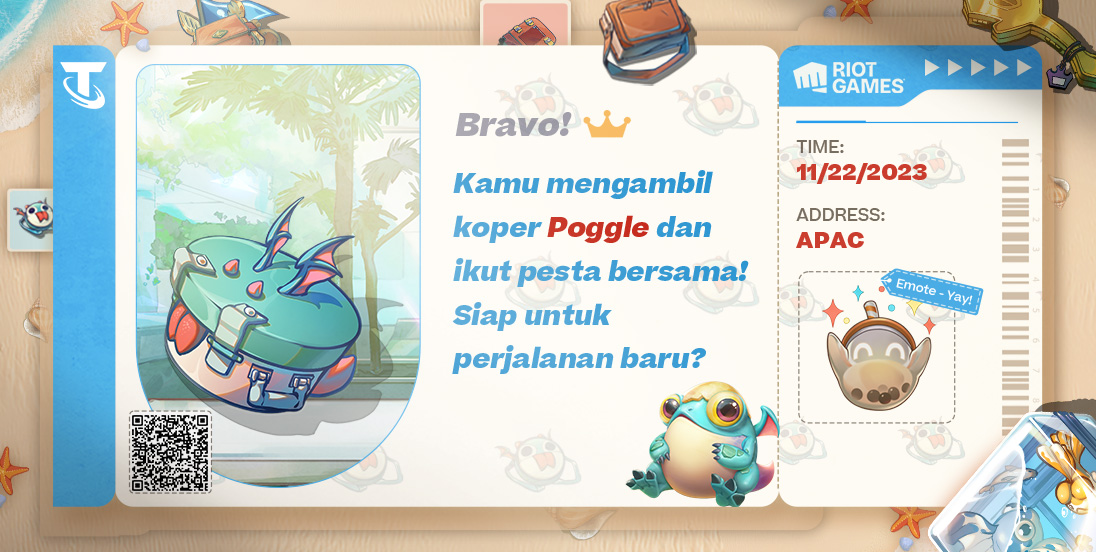 Bravo!
Kamu mengambil
koper Poggle dan
ikut pesta bersama!
Siap untuk
perjalanan baru?
RIOT
GAMES
TIME:
11/22/2023
ADDRESS:
APAC
Emote - Yay!